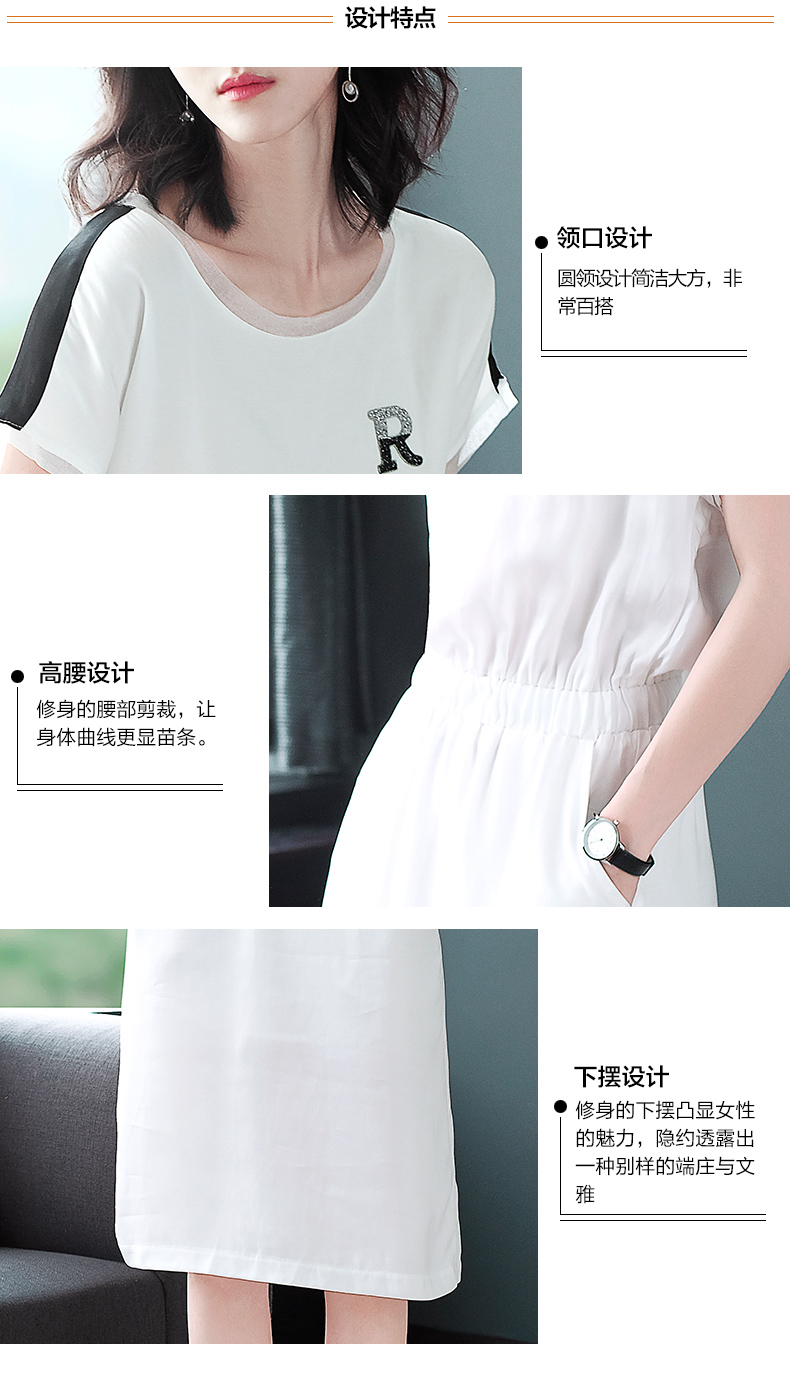 设计特点
R
领口设计
圆领设计简洁大方，非
常百搭
高腰设计
修身的腰部剪裁，让
身体曲线更显苗条。
下摆设计
修身的下摆凸显女性
的魅力，隐约透露出
一种别样的端庄与文
雅